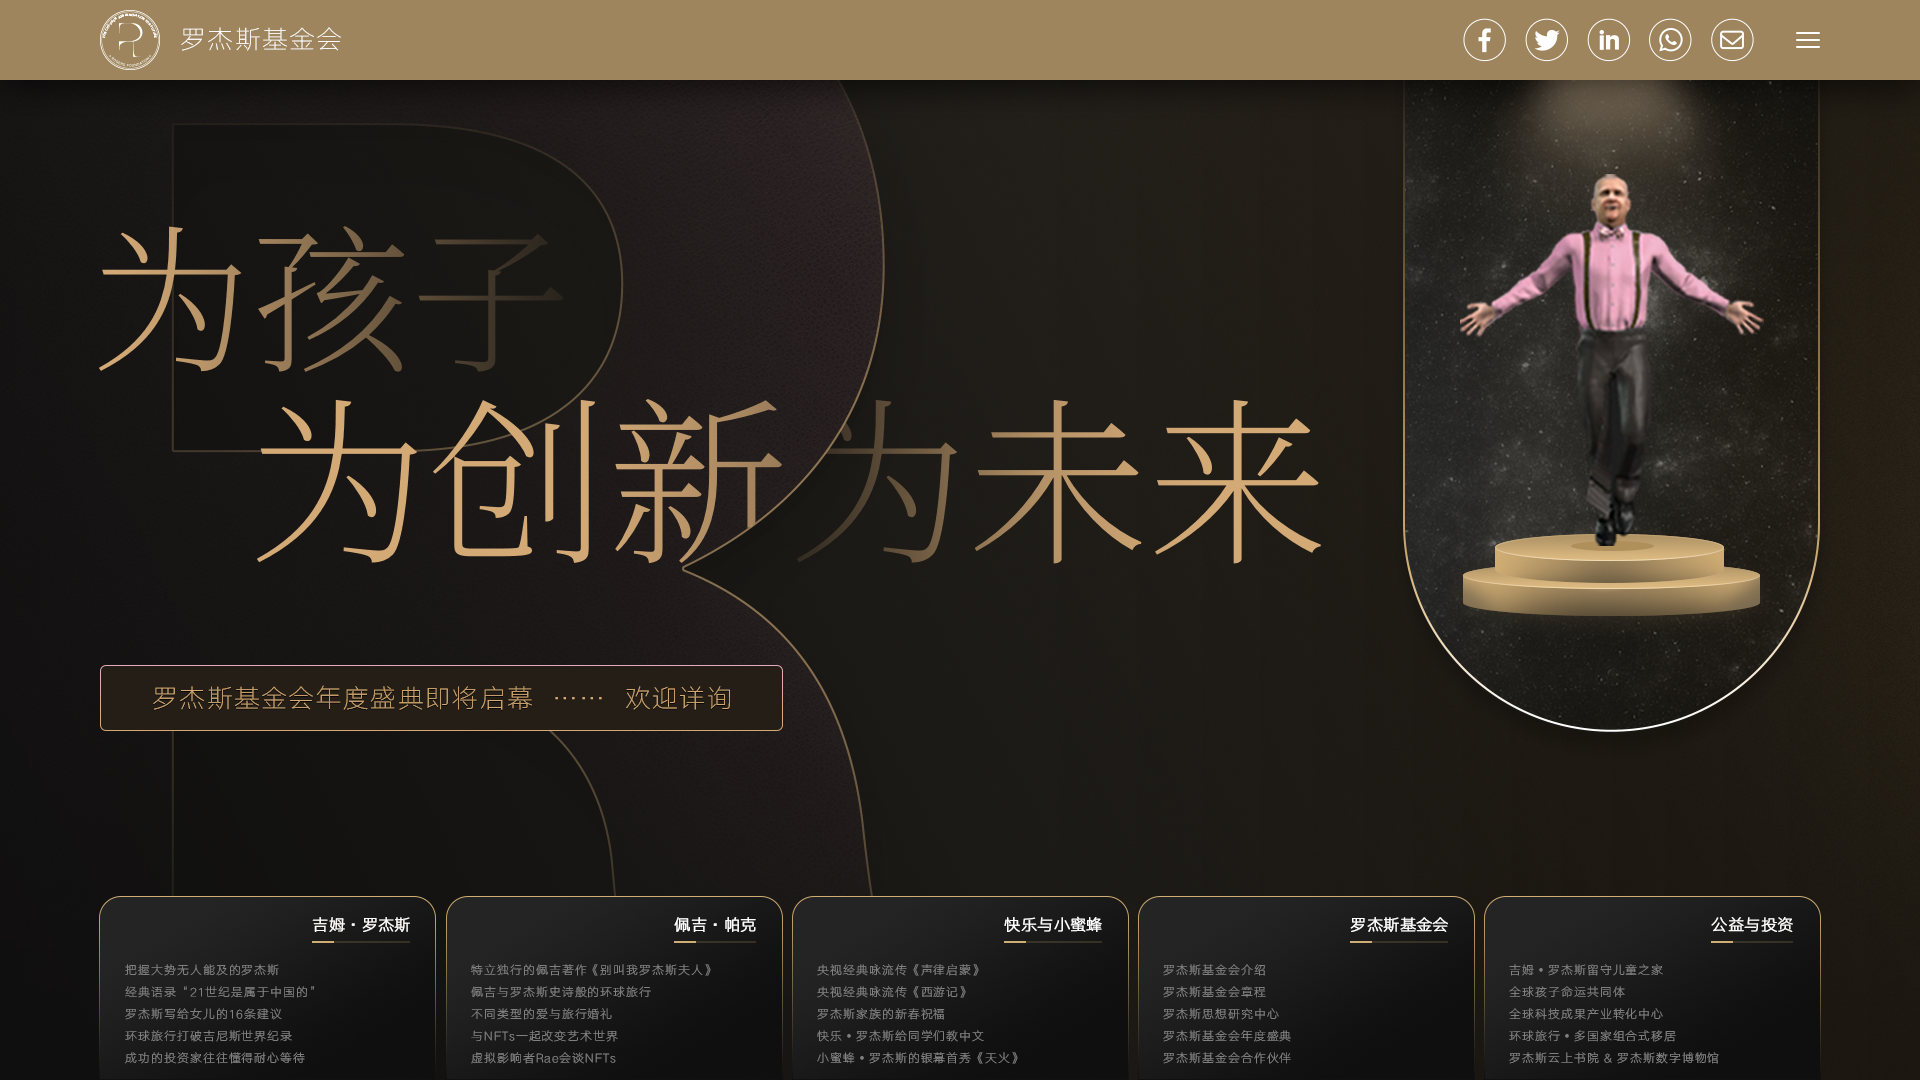 罗杰斯基金会
为孩子
为创新 为未来
罗杰斯基金会年度盛典即将启幕 …… 欢迎详询
吉姆·罗杰斯
把握大势无人能及的罗杰斯
经典语录“21世纪是属于中国的”
罗杰斯写给女儿的16条建议
环球旅行打破吉尼斯世界纪录
成功的投资家往往懂得耐心等待
佩吉·帕克
特立独行的佩吉著作《别叫我罗杰斯夫人》
佩吉与罗杰斯史诗般的环球旅行
不同类型的爱与旅行婚礼
与NFTs一起改变艺术世界
虚拟影响者Rae会谈NFTs
快乐与小蜜蜂
央视经典咏流传《声律启蒙》
央视经典咏流传《西游记》
罗杰斯家族的新春祝福
快乐•罗杰斯给同学们教中文
小蜜蜂•罗杰斯的银幕首秀《天火》
罗杰斯基金会
罗杰斯基金会介绍
罗杰斯基金会章程
罗杰斯思想研究中心
罗杰斯基金会年度盛典
罗杰斯基金会合作伙伴
公益与投资
吉姆•罗杰斯留守儿童之家
全球孩子命运共同体
全球科技成果产业转化中心
环球旅行•多国家组合式移居
罗杰斯云上书院 & 罗杰斯数字博物馆